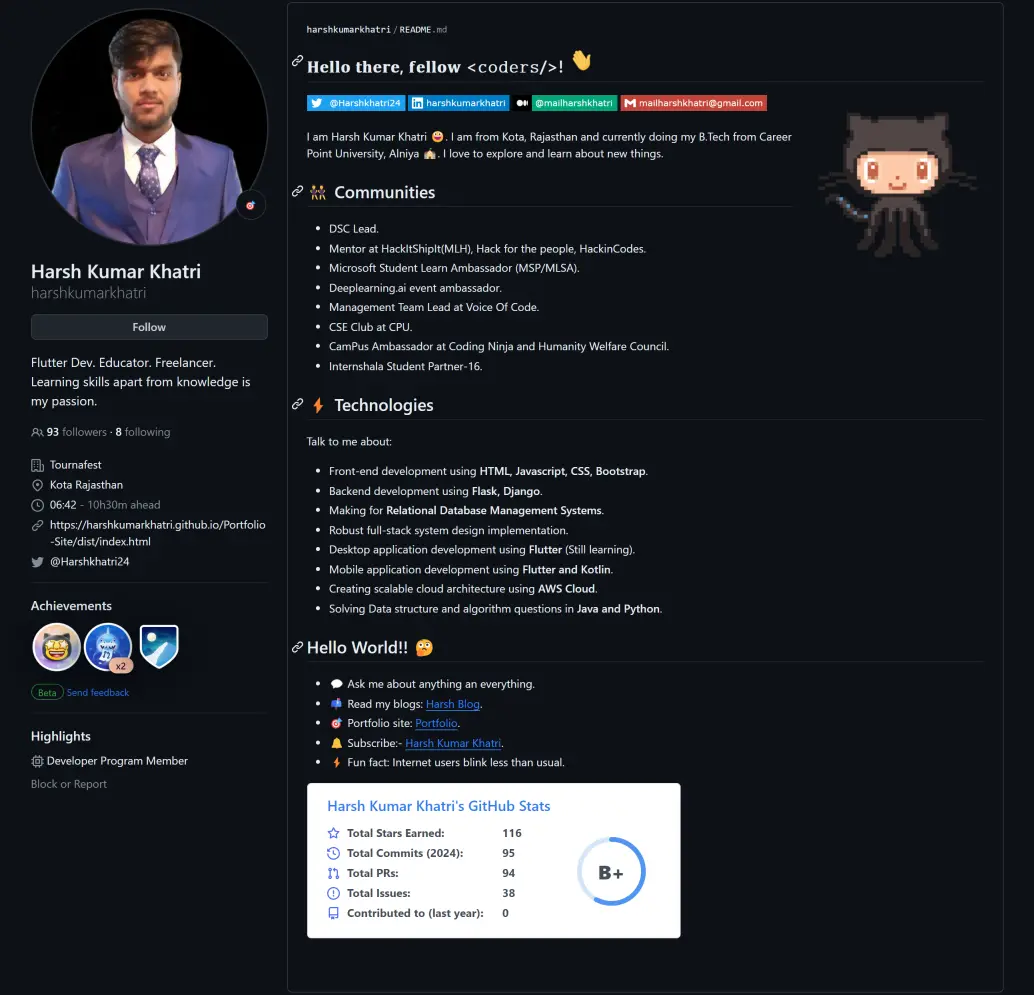 Harsh Kumar Khatri
harshkumarkhatri
Follow
Flutter Dev. Educator. Freelancer.
Learning skills apart from knowledge is
my passion.
93 followers · 8 following
Tournafest
Kota Rajasthan
06:42 - 10h30m ahead
https://harshkumarkhatri.github.io/Portfolio
-Site/dist/index.html
@Harshkhatri24
Achievements
x2
Beta Send feedback
Highlights
Developer Program Member
Block or Report
harshkumarkhatri/README.md
Hello there, fellow <coders/>! 👋
@Harshkhatri24 harshkumarkhatri @mailharshkhatri mailharshkhatri@gmail.com
I am Harsh Kumar Khatri 😀. I am from Kota, Rajasthan and currently doing my B.Tech from Career
Point University, Alniya 🏫. I love to explore and learn about new things.
👯 Communities
• DSC Lead.
• Mentor at HackItShipIt(MLH), Hack for the people, HackinCodes.
• Microsoft Student Learn Ambassador (MSP/MLSA).
• Deeplearning.ai event ambassador.
• Management Team Lead at Voice Of Code.
• CSE Club at CPU.
• CamPus Ambassador at Coding Ninja and Humanity Welfare Council.
• Internshala Student Partner-16.
⚡ Technologies
Talk to me about:
• Front-end development using HTML, Javascript, CSS, Bootstrap.
• Backend development using Flask, Django.
• Making for Relational Database Management Systems.
• Robust full-stack system design implementation.
• Desktop application development using Flutter (Still learning).
• Mobile application development using Flutter and Kotlin.
• Creating scalable cloud architecture using AWS Cloud.
• Solving Data structure and algorithm questions in Java and Python.
Hello World!! 🤔
• 💬 Ask me about anything an everything.
• 📫 Read my blogs: Harsh Blog.
• 🎯 Portfolio site: Portfolio.
• 🔔 Subscribe:- Harsh Kumar Khatri.
• ⚡ Fun fact: Internet users blink less than usual.
Harsh Kumar Khatri's GitHub Stats
Total Stars Earned: 116
Total Commits (2024): 95
Total PRs: 94
Total Issues: 38
Contributed to (last year): 0
B+